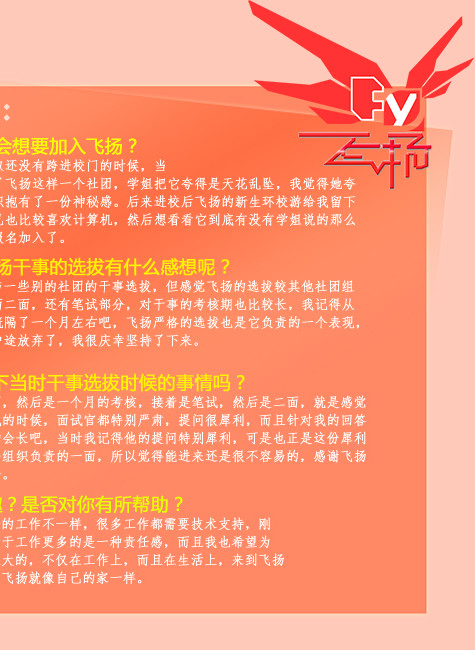 Fy
飞扬
会想要加入飞扬？
还没有跨进校门的时候，当
了飞扬这样一个社团，学姐把它夸得是天花乱坠，我觉得她夸
抱有了一份神秘感。后来进校后飞扬的新生环校游给我留下
也比较喜欢计算机，然后想看看它到底有没有学姐说的那么
名加入了。
扬干事的选拔有什么感想呢？
一些别的社团的干事选拔，但感觉飞扬的选拔较其他社团组
二面，还有笔试部分，对干事的考核期也比较长，我记得从
隔了一个月左右吧，飞扬严格的选拔也是它负责的一个表现，
途放弃了，我很庆幸坚持了下来。
下当时干事选拔时候的事情吗？
，然后是一个月的考核，接着是笔试，然后是二面，就是感觉
的时候，面试官都特别严肃，提问很犀利，而且针对我的回答
会长吧，当时我记得他的提问特别犀利，可是也正是这份犀利
组织负责的一面，所以觉得能进来还是很不容易的，感谢飞扬
。
？是否对你有所帮助？
的工作不一样，很多工作都需要技术支持，刚
于工作更多的是一种责任感，而且我也希望为
大的，不仅在工作上，而且在生活上，来到飞扬
飞扬就像自己的家一样。